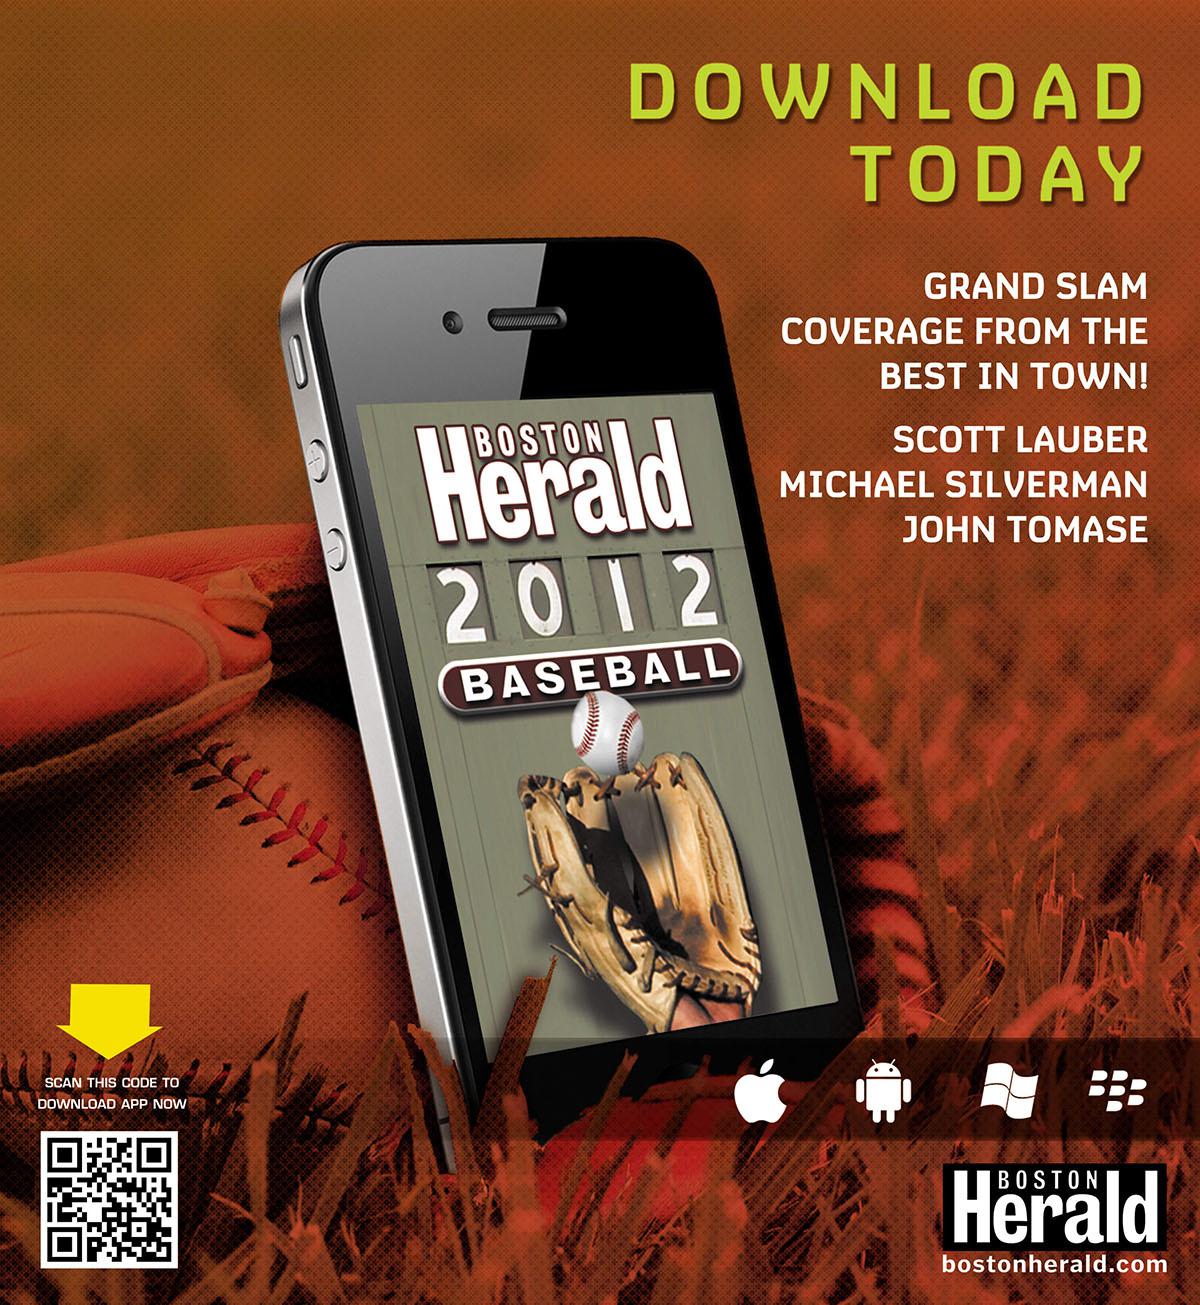 DOWNLOAD
TODAY
GRAND SLAM
COVERAGE FROM THE
BEST IN TOWN!
SCOTT LAUBER
MICHAEL SILVERMAN
JOHN TOMASE
BOSTON
Herald
2012
BASEBALL
SCAN THIS CODE TO
DOWNLOAD APP NOW
BOSTON
Herald
bostonherald.com